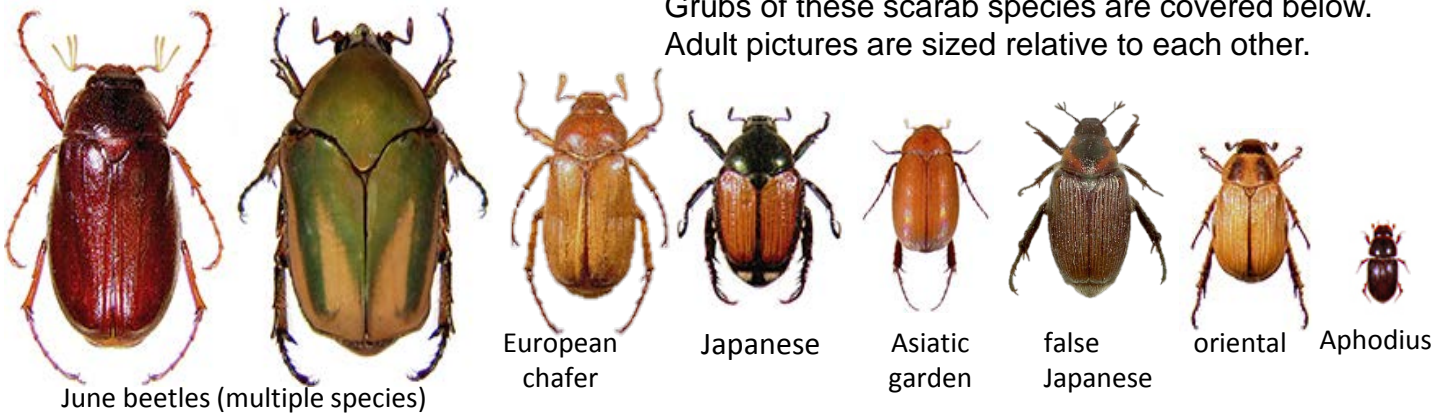 Grubs of these scarab species are covered below.
Adult pictures are sized relative to each other.
June beetles (multiple species)
European
chafer
Japanese
Asiatic
garden
false
Japanese
oriental
Aphodius